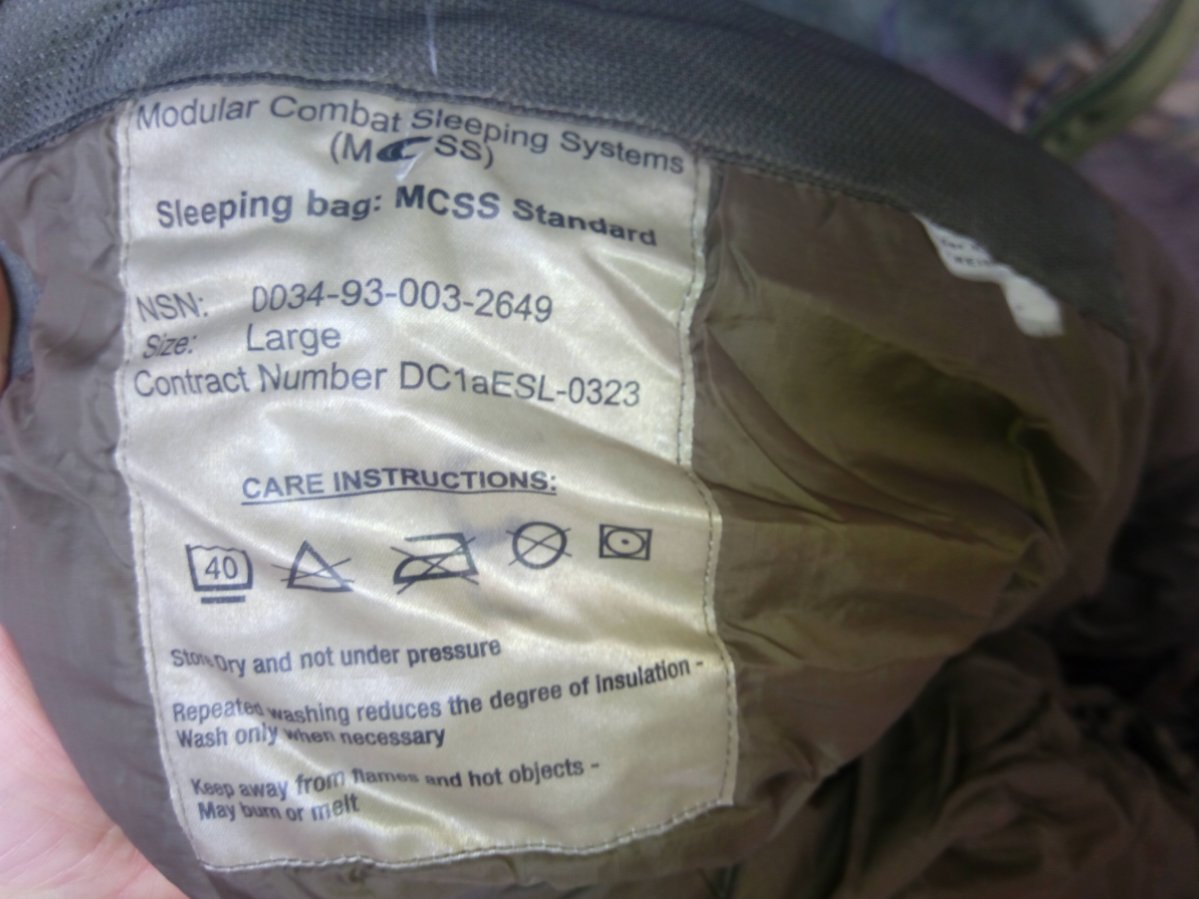 Modular Combat Sleeping Systems
(MCSS)
Sleeping bag: MCSS Standard
NSN: DD34-93-003-2649
Size: Large
Contract Number DC1aESL-0323
CARE INSTRUCTIONS:
40
Store Dry and not under pressure
Repeated washing reduces the degree of insulation -
Wash only when necessary
Keep away from flames and hot objects -
May burn or melt